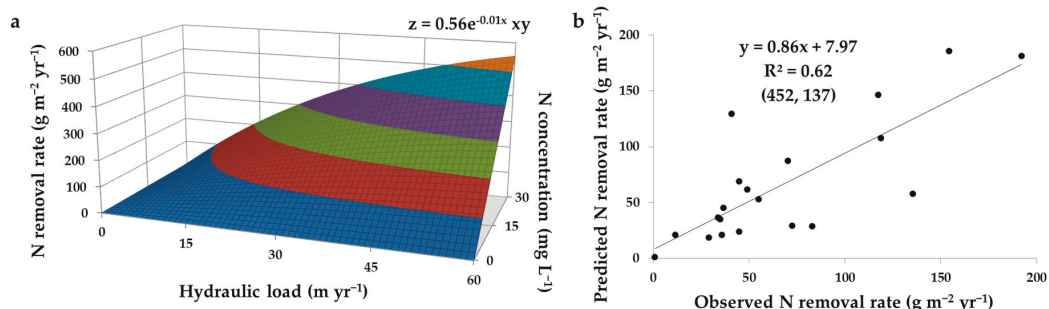 a
z = 0.56e⁻⁰·⁰¹ˣ xy
N removal rate (g m⁻² yr⁻¹)
600
500
400
300
200
100
0
0
15
30
45
60
Hydraulic load (m yr⁻¹)
N concentration (mg L⁻¹)
30
15
0
b
y = 0.86x + 7.97
R² = 0.62
(452, 137)
Predicted N removal rate (g m⁻² yr⁻¹)
200
150
100
50
0
0
50
100
150
200
Observed N removal rate (g m⁻² yr⁻¹)